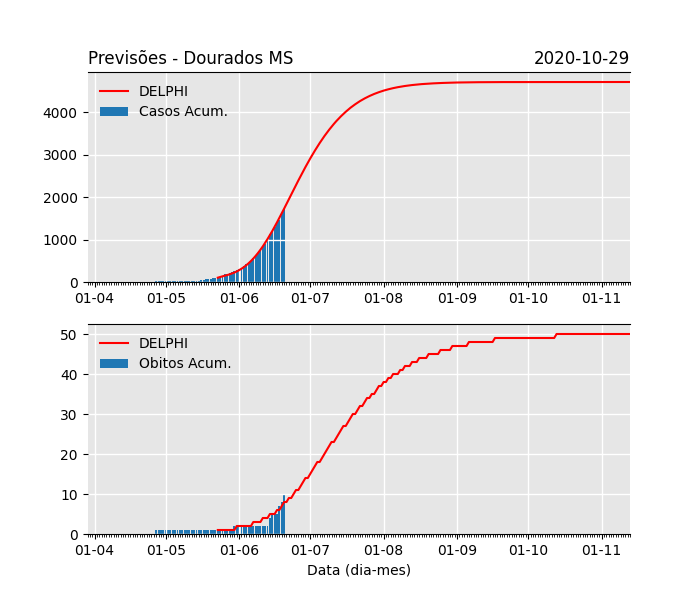 Previsões - Dourados MS 2020-10-29
DELPHI
Casos Acum.
4000
3000
2000
1000
0
01-04 01-05 01-06 01-07 01-08 01-09 01-10 01-11
DELPHI
Obitos Acum.
50
40
30
20
10
0
01-04 01-05 01-06 01-07 01-08 01-09 01-10 01-11
Data (dia-mes)